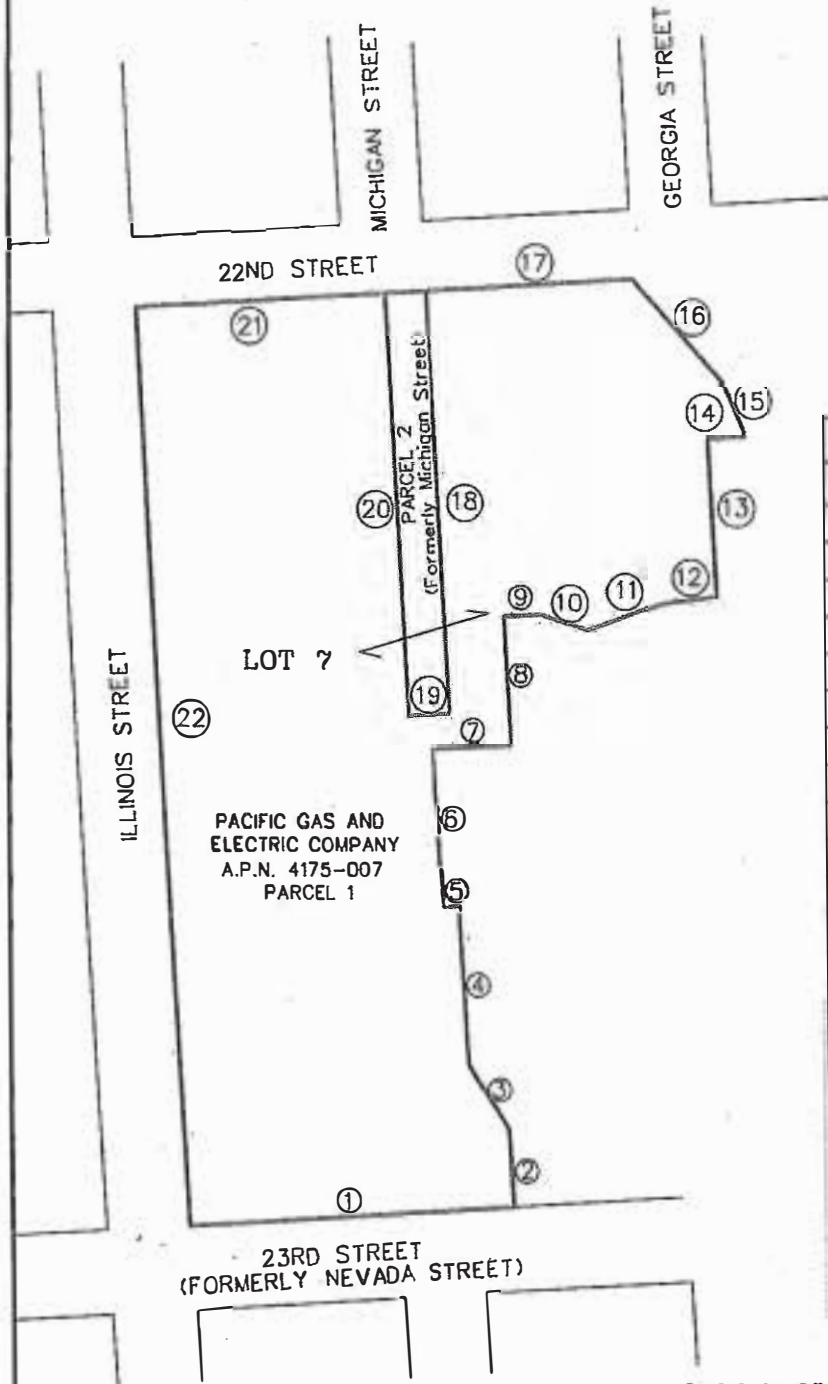 MICHIGAN STREET
GEORGIA STREET
22ND STREET
17
21
16
15
14
PARCEL 2
(Formerly Michigan Street)
20
18
13
12
11
10
9
LOT 7
8
19
7
ILLINOIS STREET
22
PACIFIC GAS AND
ELECTRIC COMPANY
A.P.N. 4175-007
PARCEL 1
6
5
4
3
2
1
23RD STREET
(FORMERLY NEVADA STREET)